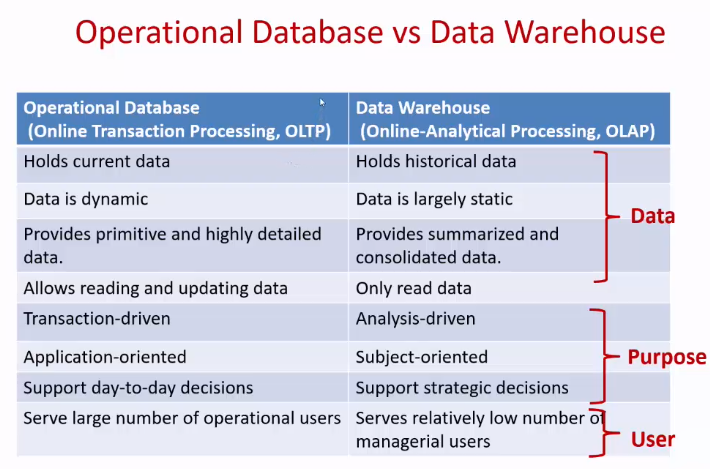 Operational Database vs Data Warehouse
Operational Database
(Online Transaction Processing, OLTP)
Data Warehouse
(Online-Analytical Processing, OLAP)
Holds current data
Holds historical data
Data is dynamic
Data is largely static
Provides primitive and highly detailed
data.
Provides summarized and
consolidated data.
Allows reading and updating data
Only read data
Data
Transaction-driven
Analysis-driven
Application-oriented
Subject-oriented
Support day-to-day decisions
Support strategic decisions
Purpose
Serve large number of operational users
Serves relatively low number of
managerial users
User